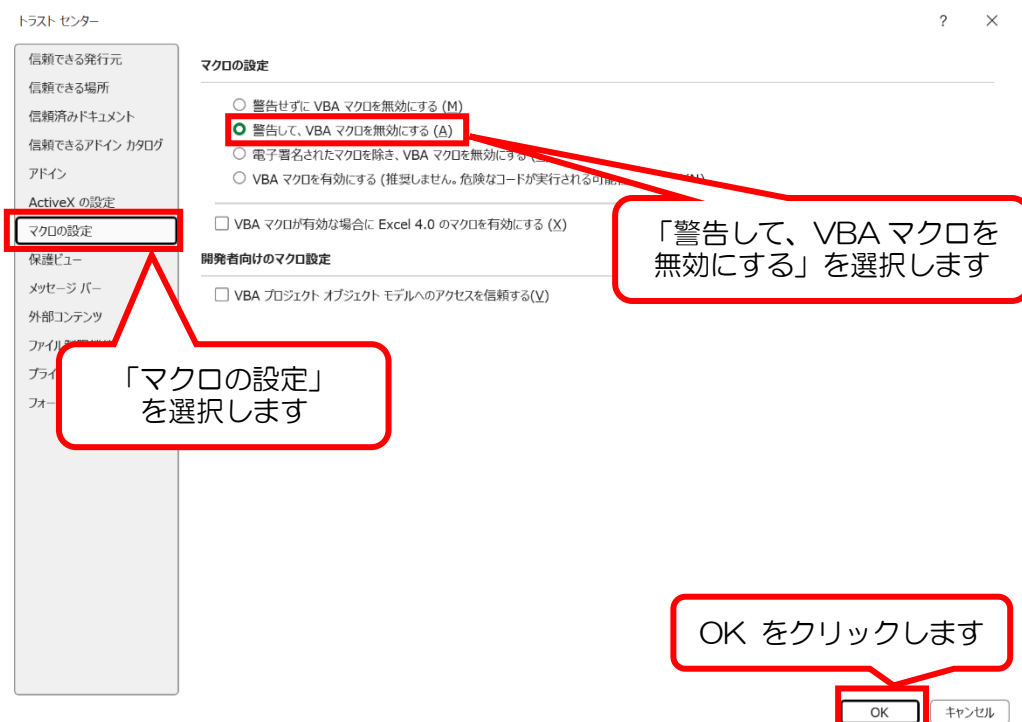 トラスト センター
? ×
信頼できる発行元
信頼できる場所
信頼済みドキュメント
信頼できるアドイン カタログ
アドイン
ActiveX の設定
マクロの設定
保護ビュー
メッセージ バー
外部コンテンツ
ファイル
プライ
フォー
マクロの設定
警告せずに VBA マクロを無効にする (M)
警告して、VBA マクロを無効にする (A)
電子署名されたマクロを除き、VBA マクロを無効にする
VBA マクロを有効にする (推奨しません。危険なコードが実行される可能
VBA マクロが有効な場合に Excel 4.0 のマクロを有効にする (X)
開発者向けのマクロ設定
VBA プロジェクト オブジェクト モデルへのアクセスを信頼する(V)
「警告して、VBA マクロを
無効にする」を選択します
「マクロの設定」
を選択します
OK をクリックします
OK
キャンセル